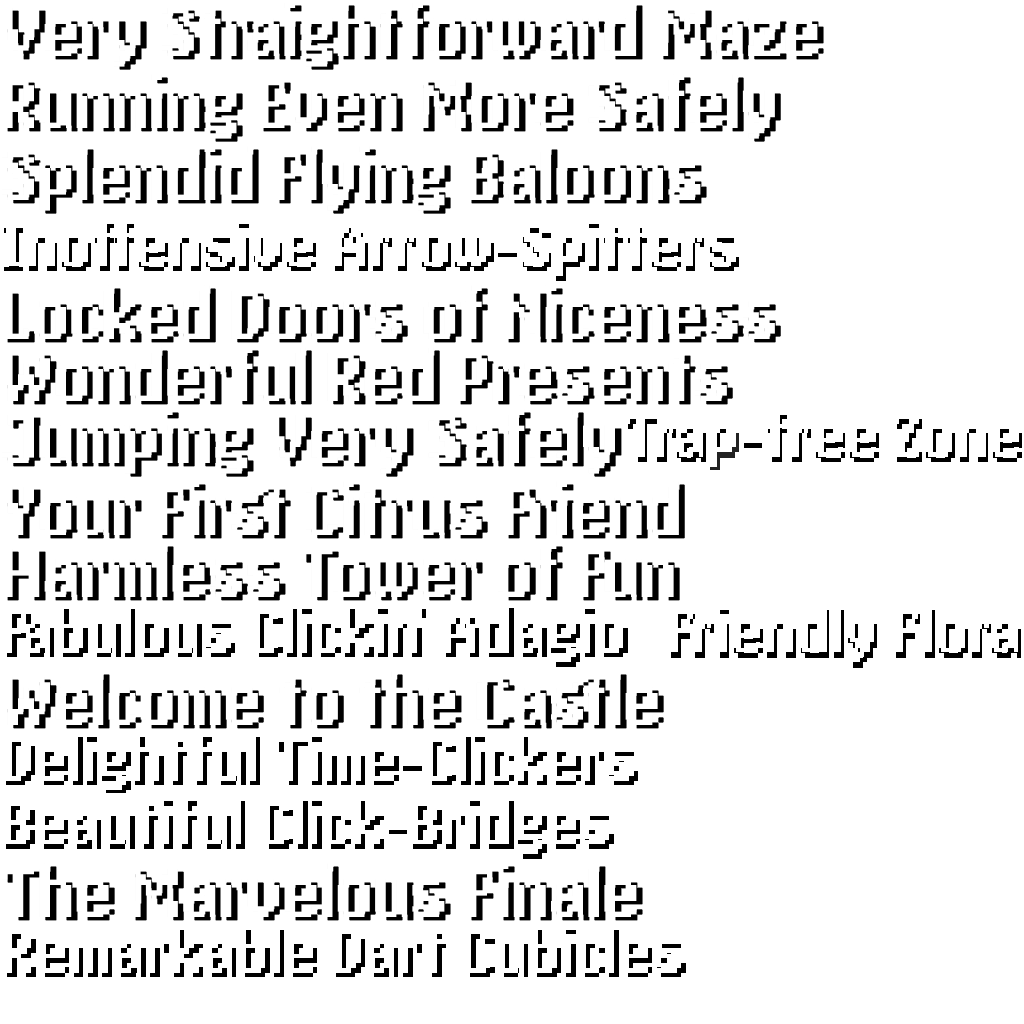 Very Straightforward Maze
Running Even More Safely
Splendid Flying Baloons
Inoffensive Arrow-Spitters
Locked Doors of Niceness
Wonderful Red Presents
Jumping Very Safely Trap-free Zone
Your First Citrus Friend
Harmless Tower of Fun
Fabulous Clickin' Adagio Friendly Flora
Welcome to the Castle
Delightful Time-Clickers
Beautiful Click-Bridges
The Marvelous Finale
Remarkable Dart Cubicles